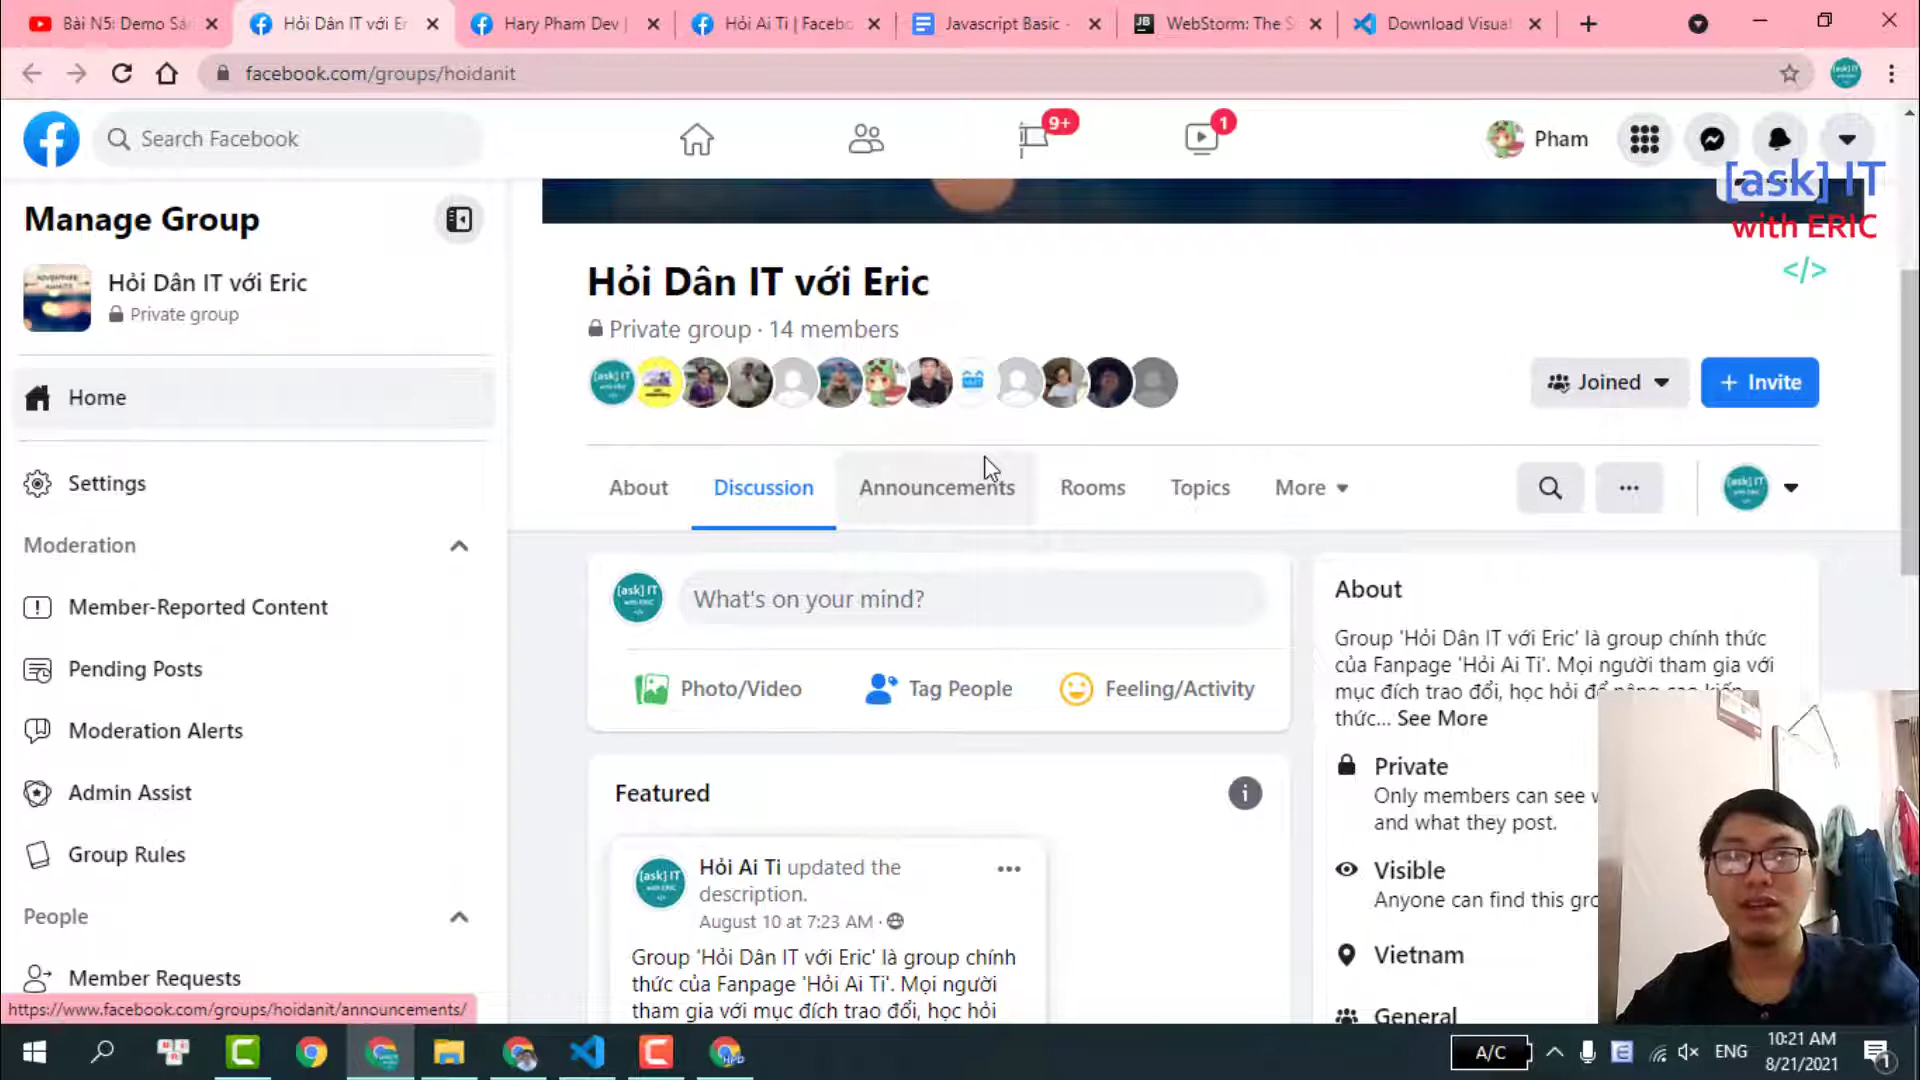 Bài N5: Demo Sả
Hỏi Dân IT với Er
Hary Pham Dev |
Hỏi Ai Ti | Facebo
Javascript Basic -
WebStorm: The S
Download Visual
facebook.com/groups/hoidanit
Search Facebook
9+
1
Pham
[ask] IT
with ERIC
</>
Manage Group
Hỏi Dân IT với Eric
Private group
Home
Settings
Moderation
Member-Reported Content
Pending Posts
Moderation Alerts
Admin Assist
Group Rules
People
Member Requests
https://www.facebook.com/groups/hoidanit/announcements/
Hỏi Dân IT với Eric
Private group · 14 members
Joined
+ Invite
About
Discussion
Announcements
Rooms
Topics
More
What's on your mind?
Photo/Video
Tag People
Feeling/Activity
Featured
Hỏi Ai Ti updated the
description.
August 10 at 7:23 AM ·
Group 'Hỏi Dân IT với Eric' là group chính
thức của Fanpage 'Hỏi Ai Ti'. Mọi người
tham gia với mục đích trao đổi, học hỏi
About
Group 'Hỏi Dân IT với Eric' là group chính thức
của Fanpage 'Hỏi Ai Ti'. Mọi người tham gia với
mục đích trao đổi, học hỏi để nâng cao kiến
thức... See More
Private
Only members can see w
and what they post.
Visible
Anyone can find this gro
Vietnam
General
A/C
ENG
10:21 AM
8/21/2021
1